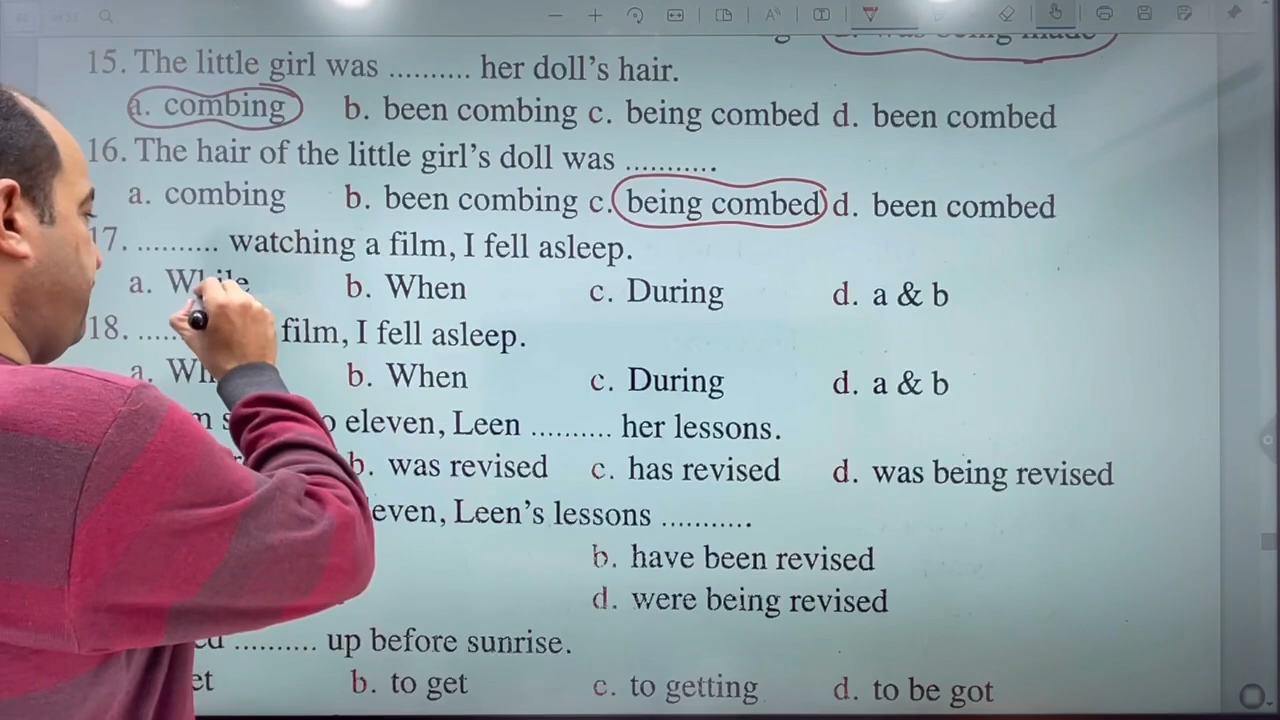 15. The little girl was .......... her doll's hair.
a. combing b. been combing c. being combed d. been combed
16. The hair of the little girl's doll was ...........
a. combing b. been combing c. being combed d. been combed
17. .......... watching a film, I fell asleep.
a. While b. When c. During d. a & b
18. ..... film, I fell asleep.
a. b. When c. During d. a & b
eleven, Leen .......... her lessons.
b. was revised c. has revised d. was being revised
Leen's lessons ...........
b. have been revised
d. were being revised
.......... up before sunrise.
b. to get c. to getting d. to be got